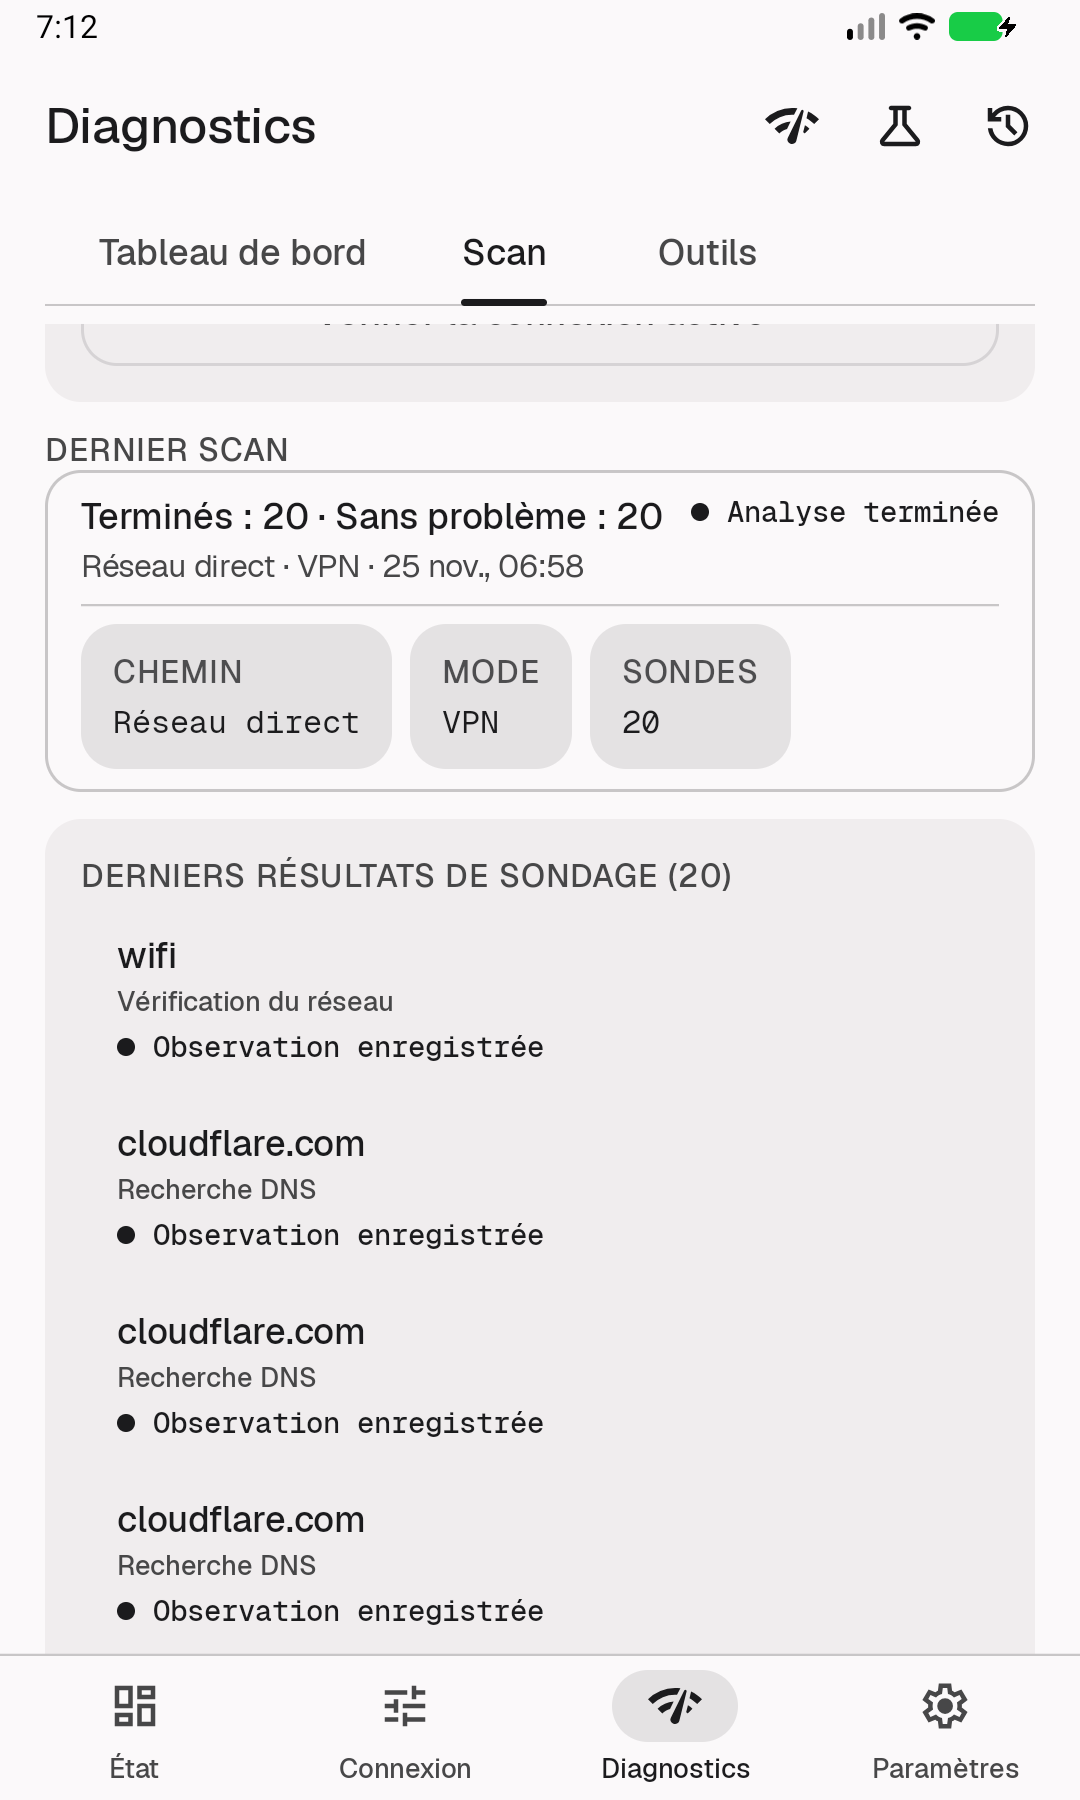 7:12
Diagnostics
Tableau de bord
Scan
Outils
DERNIER SCAN
Terminés : 20 · Sans problème : 20
Analyse terminée
Réseau direct · VPN · 25 nov., 06:58
CHEMIN
Réseau direct
MODE
VPN
SONDES
20
DERNIERS RÉSULTATS DE SONDAGE (20)
wifi
Vérification du réseau
Observation enregistrée
cloudflare.com
Recherche DNS
Observation enregistrée
cloudflare.com
Recherche DNS
Observation enregistrée
cloudflare.com
Recherche DNS
Observation enregistrée
État
Connexion
Diagnostics
Paramètres